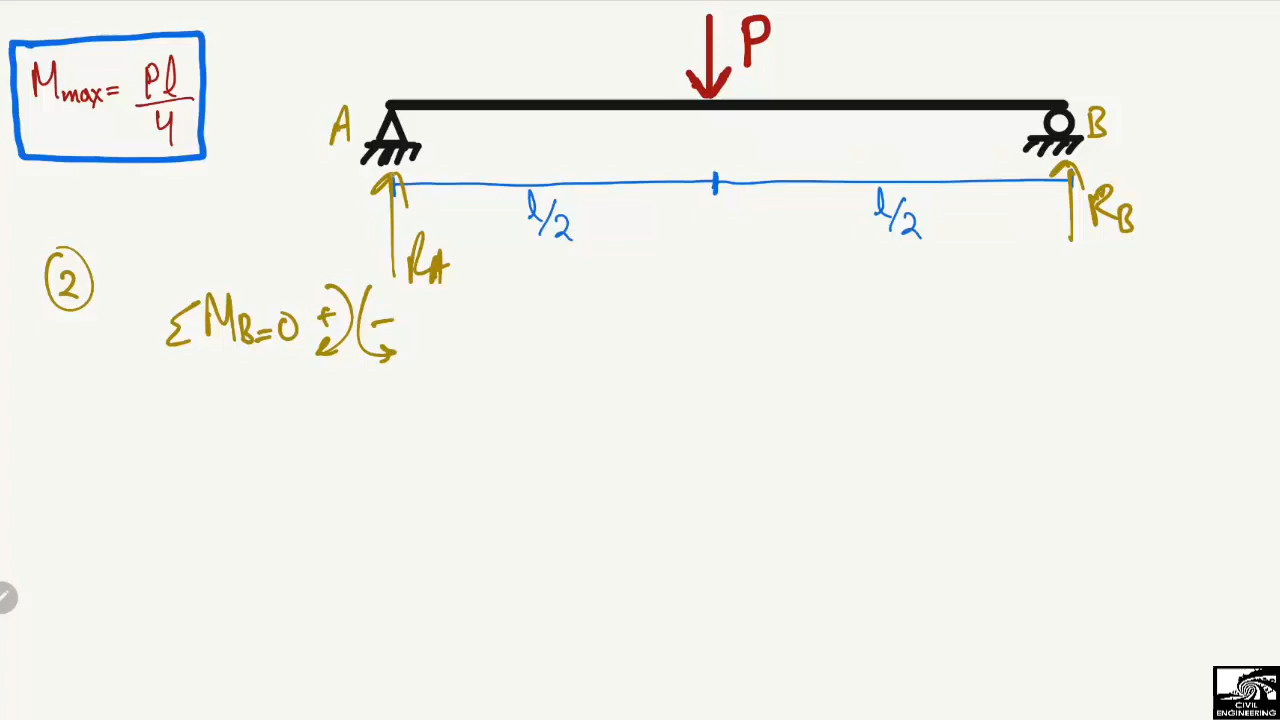 P
Mmax= Pl/4
A
B
l/2
l/2
RB
RA
2
ΣMB=0 + -
CIVIL
ENGINEERING